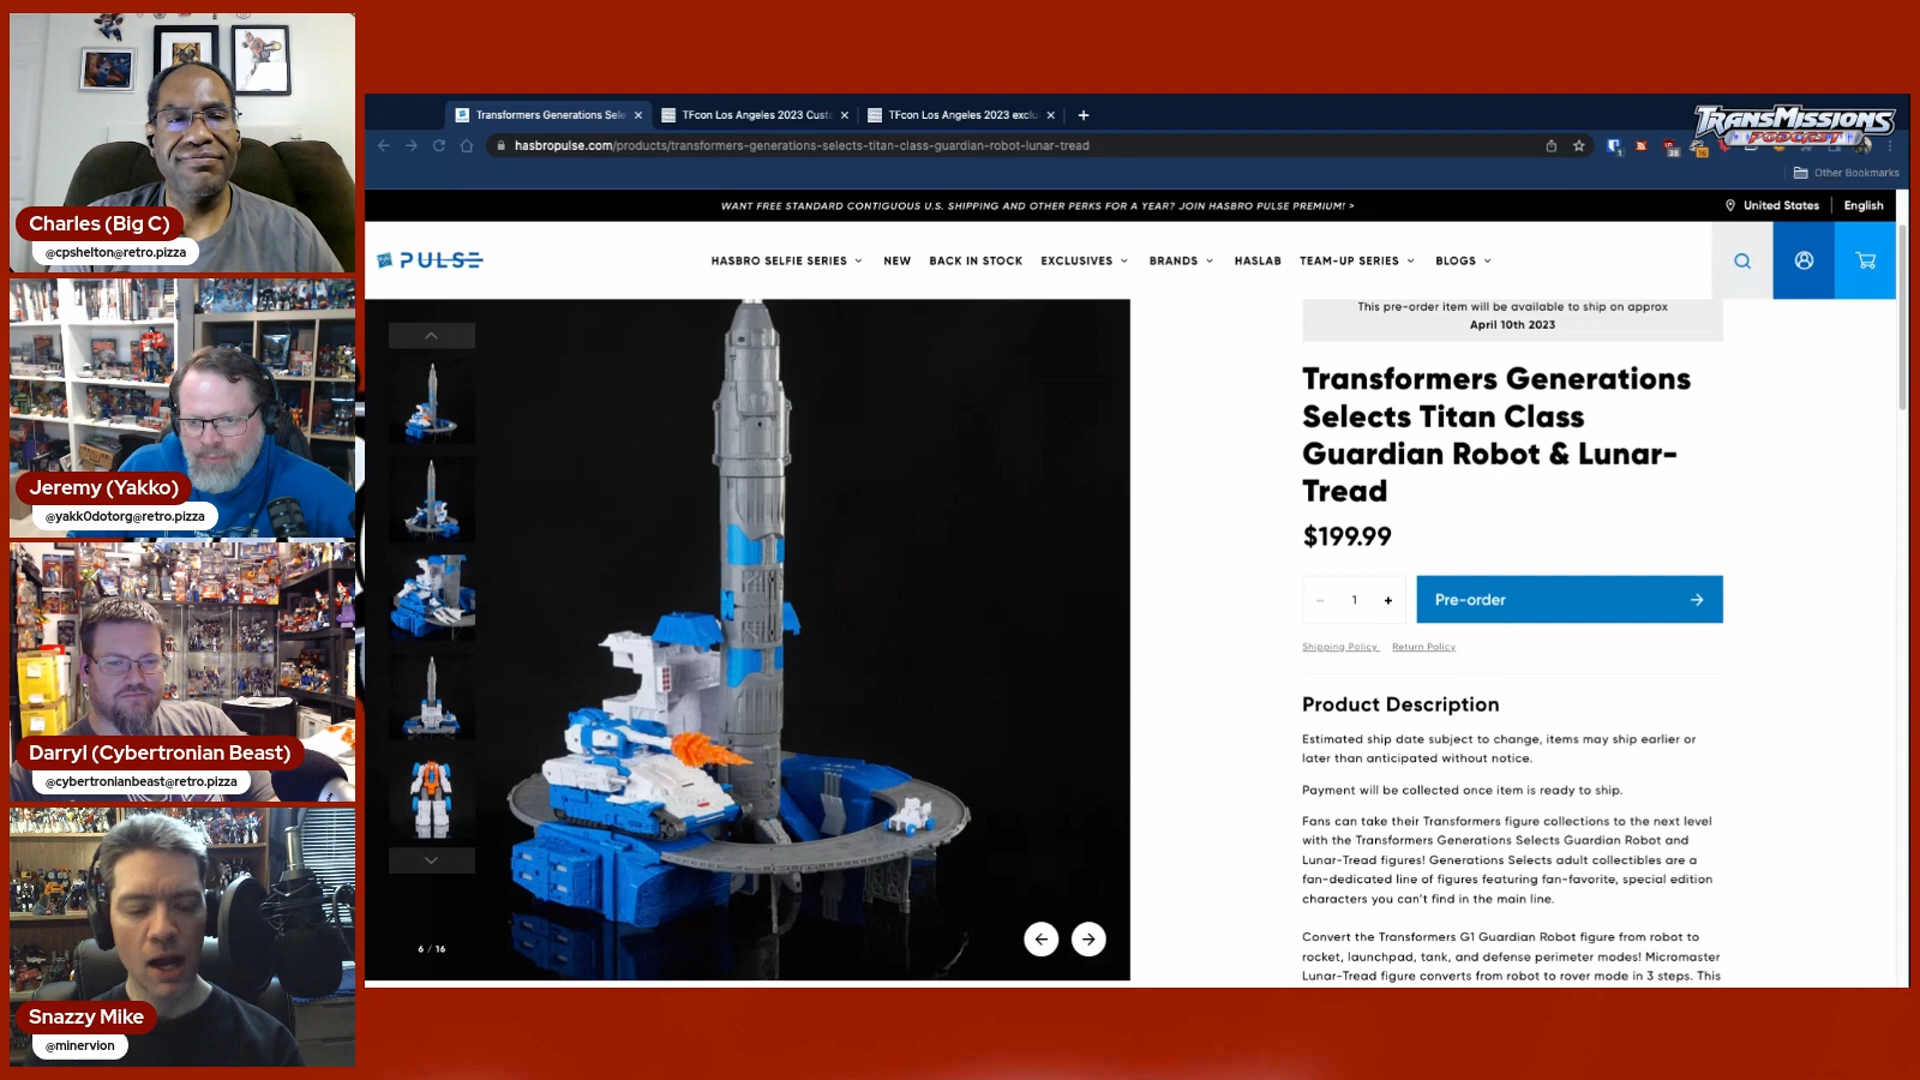 Charles (Big C)
@cpshelton@retro.pizza
Jeremy (Yakko)
@yakk0dotorg@retro.pizza
Darryl (Cybertronian Beast)
@cybertronianbeast@retro.pizza
Snazzy Mike
@minervion
Transformers Generations Sele
TFcon Los Angeles 2023 Custo
TFcon Los Angeles 2023 exclu
TRANSMISSIONS
PODCAST
hasbropulse.com/products/transformers-generations-selects-titan-class-guardian-robot-lunar-tread
Other Bookmarks
WANT FREE STANDARD CONTIGUOUS U.S. SHIPPING AND OTHER PERKS FOR A YEAR? JOIN HASBRO PULSE PREMIUM! >
United States
English
PULSE
HASBRO SELFIE SERIES
NEW
BACK IN STOCK
EXCLUSIVES
BRANDS
HASLAB
TEAM-UP SERIES
BLOGS
6 / 16
This pre-order item will be available to ship on approx
April 10th 2023
Transformers Generations
Selects Titan Class
Guardian Robot & Lunar-
Tread
$199.99
− 1 +
Pre-order
Shipping Policy
Return Policy
Product Description
Estimated ship date subject to change, items may ship earlier or
later than anticipated without notice.
Payment will be collected once item is ready to ship.
Fans can take their Transformers figure collections to the next level
with the Transformers Generations Selects Guardian Robot and
Lunar-Tread figures! Generations Selects adult collectibles are a
fan-dedicated line of figures featuring fan-favorite, special edition
characters you can't find in the main line.
Convert the Transformers G1 Guardian Robot figure from robot to
rocket, launchpad, tank, and defense perimeter modes! Micromaster
Lunar-Tread figure converts from robot to rover mode in 3 steps. This